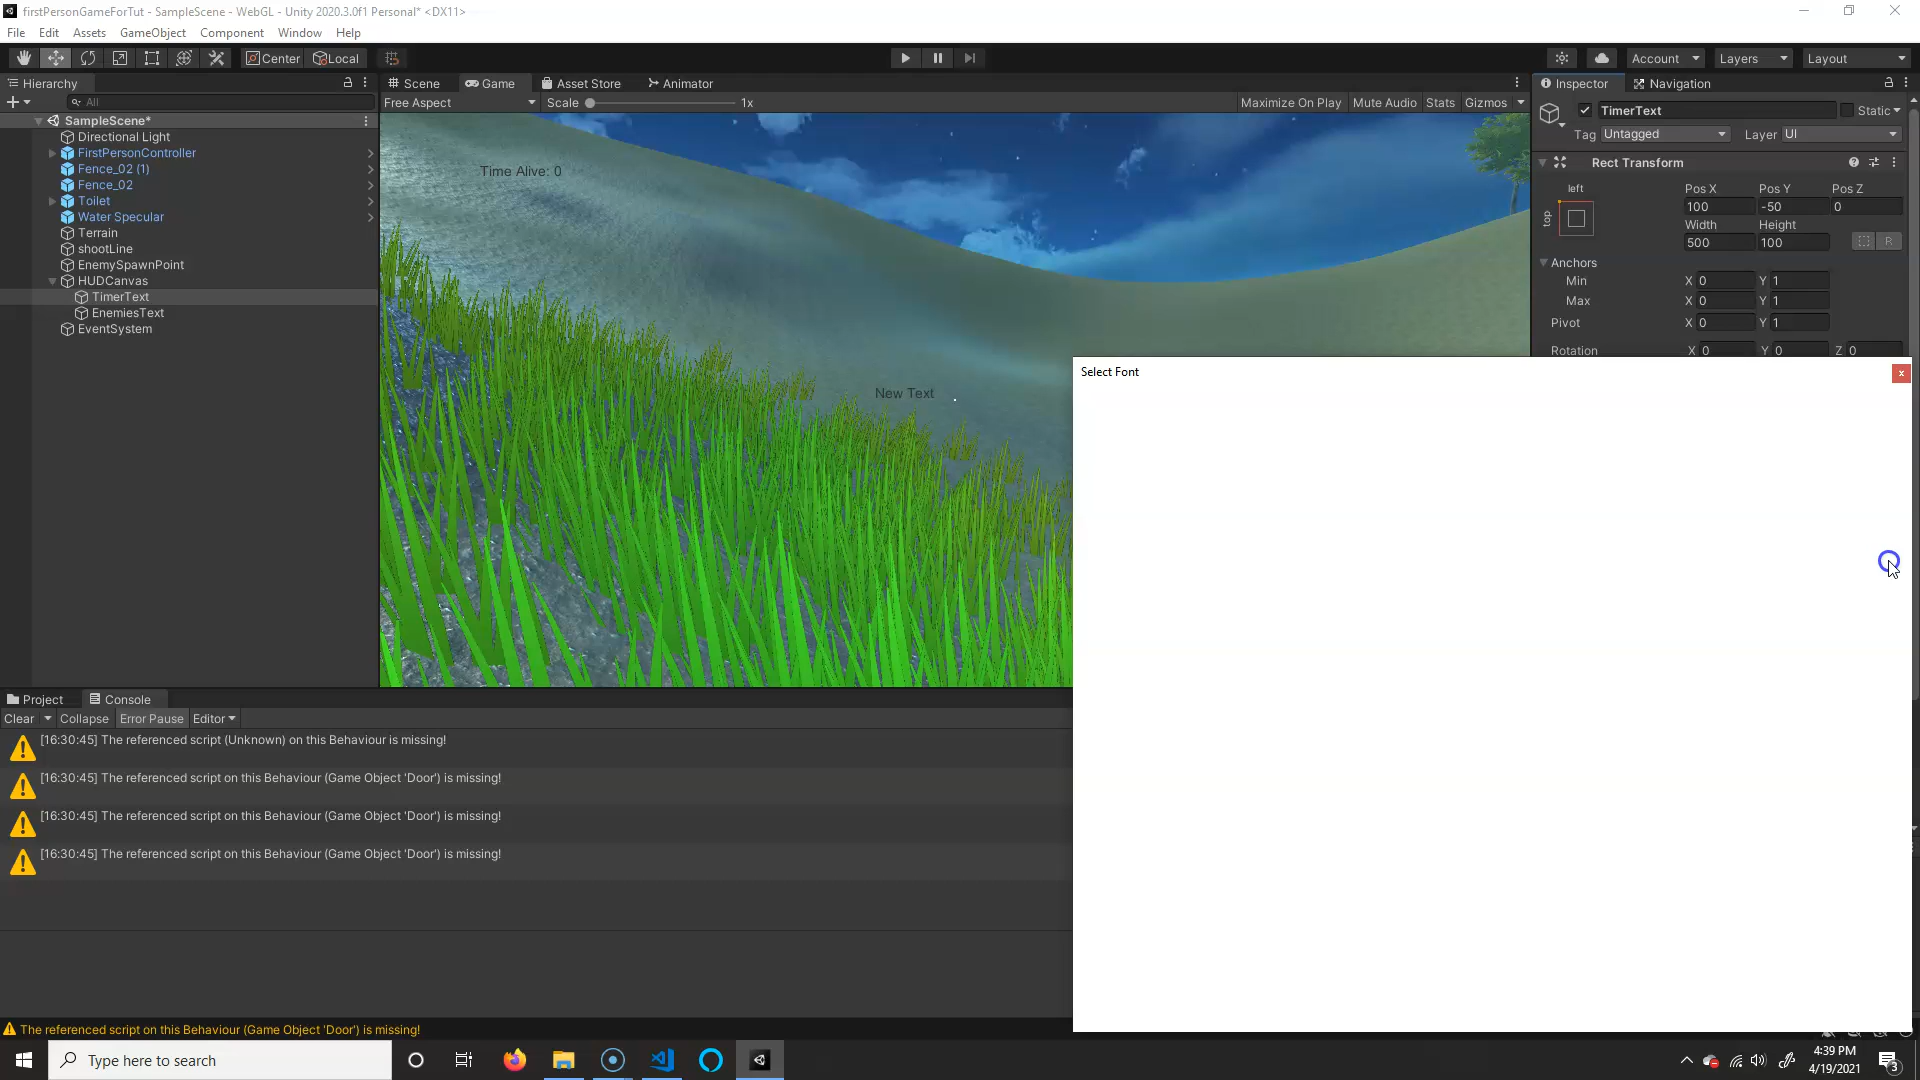 firstPersonGameForTut - SampleScene - WebGL - Unity 2020.3.0f1 Personal* <DX11>
File Edit Assets GameObject Component Window Help
Center Local Account Layers Layout
Hierarchy Scene Game Asset Store Animator Inspector Navigation
All Free Aspect Scale 1x Maximize On Play Mute Audio Stats Gizmos
TimerText Static
SampleScene*
Tag Untagged Layer UI
Directional Light
FirstPersonController
Fence_02 (1)
Fence_02
Toilet
Water Specular
Terrain
shootLine
EnemySpawnPoint
HUDCanvas
TimerText
EnemiesText
EventSystem
Time Alive: 0
New Text
Rect Transform
left Pos X Pos Y Pos Z
top 100 -50 0
Width Height
500 100 R
Anchors
Min X 0 Y 1
Max X 0 Y 1
Pivot X 0 Y 1
Rotation X 0 Y 0 Z 0
Select Font
x
Project Console
Clear Collapse Error Pause Editor
[16:30:45] The referenced script (Unknown) on this Behaviour is missing!
[16:30:45] The referenced script on this Behaviour (Game Object 'Door') is missing!
[16:30:45] The referenced script on this Behaviour (Game Object 'Door') is missing!
[16:30:45] The referenced script on this Behaviour (Game Object 'Door') is missing!
The referenced script on this Behaviour (Game Object 'Door') is missing!
Type here to search
4:39 PM
4/19/2021
3